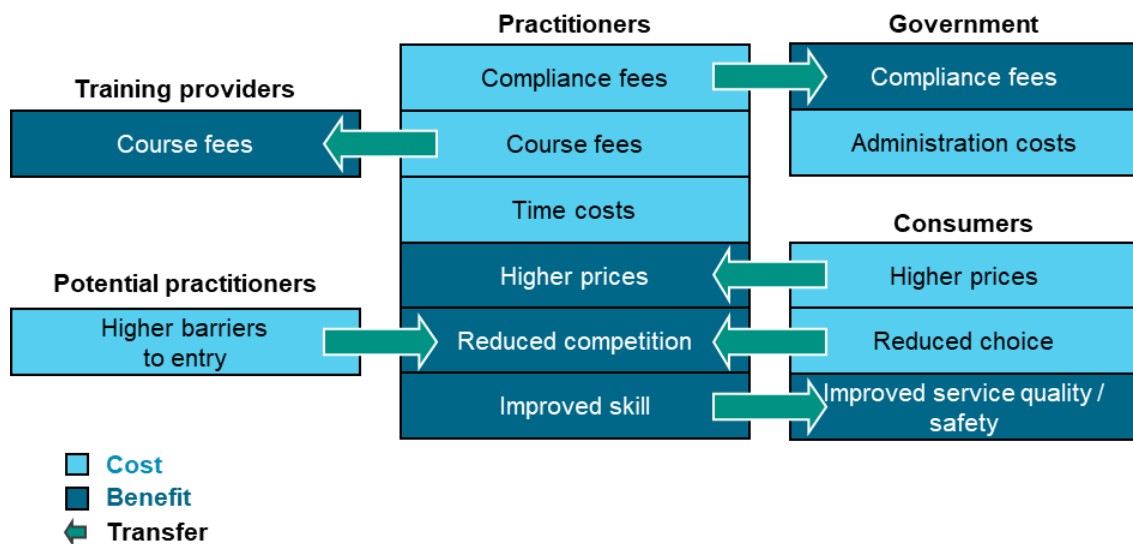 Practitioners
Government
Compliance fees
Compliance fees
Training providers
Course fees
Course fees
Administration costs
Time costs
Consumers
Higher prices
Higher prices
Potential practitioners
Higher barriers
to entry
Reduced competition
Reduced choice
Improved skill
Improved service quality /
safety
Cost
Benefit
Transfer